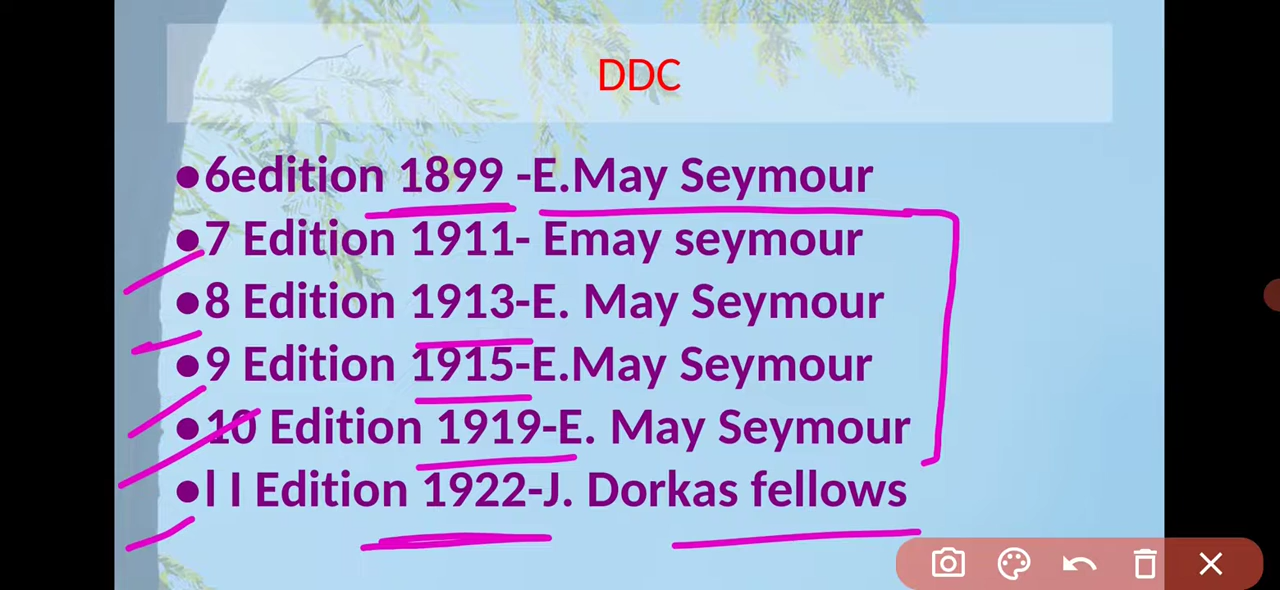 DDC
●6edition 1899 -E.May Seymour
●7 Edition 1911- Emay seymour
●8 Edition 1913-E. May Seymour
●9 Edition 1915-E.May Seymour
●10 Edition 1919-E. May Seymour
●l I Edition 1922-J. Dorkas fellows